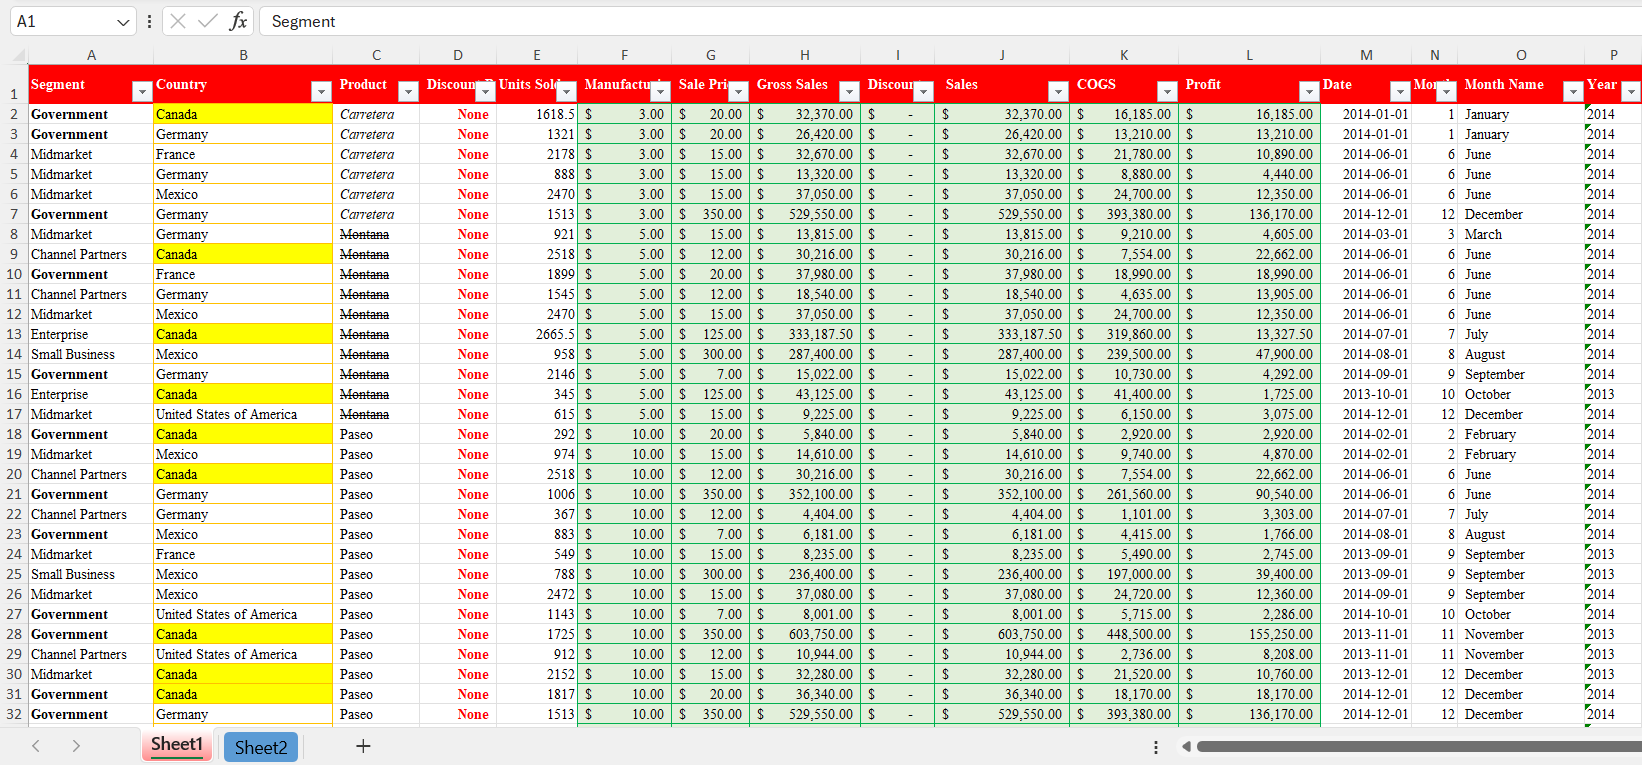 A1 fx Segment
A B C D E F G H I J K L M N O P
1 Segment Country Product Discount Units Sol Manufactu Sale Pri Gross Sales Discoun Sales COGS Profit Date Mon Month Name Year
2 Government Canada Carretera None 1618.5 $ 3.00 $ 20.00 $ 32,370.00 $ - $ 32,370.00 $ 16,185.00 $ 16,185.00 2014-01-01 1 January 2014
3 Government Germany Carretera None 1321 $ 3.00 $ 20.00 $ 26,420.00 $ - $ 26,420.00 $ 13,210.00 $ 13,210.00 2014-01-01 1 January 2014
4 Midmarket France Carretera None 2178 $ 3.00 $ 15.00 $ 32,670.00 $ - $ 32,670.00 $ 21,780.00 $ 10,890.00 2014-06-01 6 June 2014
5 Midmarket Germany Carretera None 888 $ 3.00 $ 15.00 $ 13,320.00 $ - $ 13,320.00 $ 8,880.00 $ 4,440.00 2014-06-01 6 June 2014
6 Midmarket Mexico Carretera None 2470 $ 3.00 $ 15.00 $ 37,050.00 $ - $ 37,050.00 $ 24,700.00 $ 12,350.00 2014-06-01 6 June 2014
7 Government Germany Carretera None 1513 $ 3.00 $ 350.00 $ 529,550.00 $ - $ 529,550.00 $ 393,380.00 $ 136,170.00 2014-12-01 12 December 2014
8 Midmarket Germany Montana None 921 $ 5.00 $ 15.00 $ 13,815.00 $ - $ 13,815.00 $ 9,210.00 $ 4,605.00 2014-03-01 3 March 2014
9 Channel Partners Canada Montana None 2518 $ 5.00 $ 12.00 $ 30,216.00 $ - $ 30,216.00 $ 7,554.00 $ 22,662.00 2014-06-01 6 June 2014
10 Government France Montana None 1899 $ 5.00 $ 20.00 $ 37,980.00 $ - $ 37,980.00 $ 18,990.00 $ 18,990.00 2014-06-01 6 June 2014
11 Channel Partners Germany Montana None 1545 $ 5.00 $ 12.00 $ 18,540.00 $ - $ 18,540.00 $ 4,635.00 $ 13,905.00 2014-06-01 6 June 2014
12 Midmarket Mexico Montana None 2470 $ 5.00 $ 15.00 $ 37,050.00 $ - $ 37,050.00 $ 24,700.00 $ 12,350.00 2014-06-01 6 June 2014
13 Enterprise Canada Montana None 2665.5 $ 5.00 $ 125.00 $ 333,187.50 $ - $ 333,187.50 $ 319,860.00 $ 13,327.50 2014-07-01 7 July 2014
14 Small Business Mexico Montana None 958 $ 5.00 $ 300.00 $ 287,400.00 $ - $ 287,400.00 $ 239,500.00 $ 47,900.00 2014-08-01 8 August 2014
15 Government Germany Montana None 2146 $ 5.00 $ 7.00 $ 15,022.00 $ - $ 15,022.00 $ 10,730.00 $ 4,292.00 2014-09-01 9 September 2014
16 Enterprise Canada Montana None 345 $ 5.00 $ 125.00 $ 43,125.00 $ - $ 43,125.00 $ 41,400.00 $ 1,725.00 2013-10-01 10 October 2013
17 Midmarket United States of America Montana None 615 $ 5.00 $ 15.00 $ 9,225.00 $ - $ 9,225.00 $ 6,150.00 $ 3,075.00 2014-12-01 12 December 2014
18 Government Canada Paseo None 292 $ 10.00 $ 20.00 $ 5,840.00 $ - $ 5,840.00 $ 2,920.00 $ 2,920.00 2014-02-01 2 February 2014
19 Midmarket Mexico Paseo None 974 $ 10.00 $ 15.00 $ 14,610.00 $ - $ 14,610.00 $ 9,740.00 $ 4,870.00 2014-02-01 2 February 2014
20 Channel Partners Canada Paseo None 2518 $ 10.00 $ 12.00 $ 30,216.00 $ - $ 30,216.00 $ 7,554.00 $ 22,662.00 2014-06-01 6 June 2014
21 Government Germany Paseo None 1006 $ 10.00 $ 350.00 $ 352,100.00 $ - $ 352,100.00 $ 261,560.00 $ 90,540.00 2014-06-01 6 June 2014
22 Channel Partners Germany Paseo None 367 $ 10.00 $ 12.00 $ 4,404.00 $ - $ 4,404.00 $ 1,101.00 $ 3,303.00 2014-07-01 7 July 2014
23 Government Mexico Paseo None 883 $ 10.00 $ 7.00 $ 6,181.00 $ - $ 6,181.00 $ 4,415.00 $ 1,766.00 2014-08-01 8 August 2014
24 Midmarket France Paseo None 549 $ 10.00 $ 15.00 $ 8,235.00 $ - $ 8,235.00 $ 5,490.00 $ 2,745.00 2013-09-01 9 September 2013
25 Small Business Mexico Paseo None 788 $ 10.00 $ 300.00 $ 236,400.00 $ - $ 236,400.00 $ 197,000.00 $ 39,400.00 2013-09-01 9 September 2013
26 Midmarket Mexico Paseo None 2472 $ 10.00 $ 15.00 $ 37,080.00 $ - $ 37,080.00 $ 24,720.00 $ 12,360.00 2014-09-01 9 September 2014
27 Government United States of America Paseo None 1143 $ 10.00 $ 7.00 $ 8,001.00 $ - $ 8,001.00 $ 5,715.00 $ 2,286.00 2014-10-01 10 October 2014
28 Government Canada Paseo None 1725 $ 10.00 $ 350.00 $ 603,750.00 $ - $ 603,750.00 $ 448,500.00 $ 155,250.00 2013-11-01 11 November 2013
29 Channel Partners United States of America Paseo None 912 $ 10.00 $ 12.00 $ 10,944.00 $ - $ 10,944.00 $ 2,736.00 $ 8,208.00 2013-11-01 11 November 2013
30 Midmarket Canada Paseo None 2152 $ 10.00 $ 15.00 $ 32,280.00 $ - $ 32,280.00 $ 21,520.00 $ 10,760.00 2013-12-01 12 December 2013
31 Government Canada Paseo None 1817 $ 10.00 $ 20.00 $ 36,340.00 $ - $ 36,340.00 $ 18,170.00 $ 18,170.00 2014-12-01 12 December 2014
32 Government Germany Paseo None 1513 $ 10.00 $ 350.00 $ 529,550.00 $ - $ 529,550.00 $ 393,380.00 $ 136,170.00 2014-12-01 12 December 2014
Sheet1 Sheet2